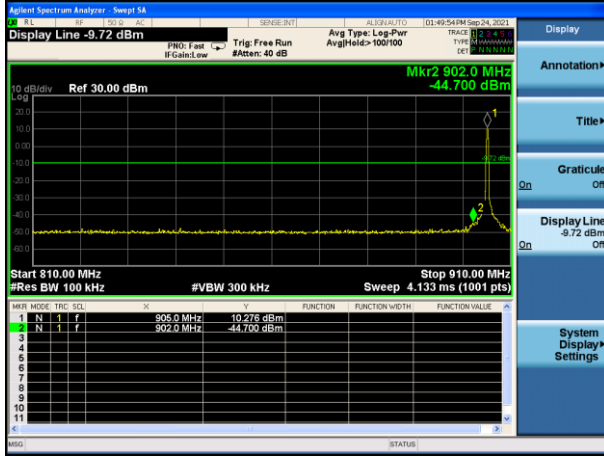 Agilent Spectrum Analyzer - Swept SA
RL RF 50 Ω AC SENSE:INT ALIGNAUTO 01:49:54 PM Sep 24, 2021
Display Line -9.72 dBm
PNO: Fast
IFGain:Low
Trig: Free Run
#Atten: 40 dB
Avg Type: Log-Pwr
Avg|Hold>100/100
TRACE 1 2 3 4 5 6
TYPE
DET P N N N N N
Display
Mkr2 902.0 MHz
-44.700 dBm
10 dB/div Ref 30.00 dBm
Log
20.0
10.0
0.00
-10.0
-20.0
-30.0
-40.0
-50.0
-60.0
-9.72 dBm
1
2
Start 810.00 MHz Stop 910.00 MHz
#Res BW 100 kHz #VBW 300 kHz Sweep 4.133 ms (1001 pts)
MKR MODE TRC SCL X Y FUNCTION FUNCTION WIDTH FUNCTION VALUE
1 N 1 f 905.0 MHz 10.276 dBm
2 N 1 f 902.0 MHz -44.700 dBm
3
4
5
6
7
8
9
10
11
MSG STATUS
Annotation
Title
Graticule
On Off
Display Line
-9.72 dBm
On Off
System
Display
Settings